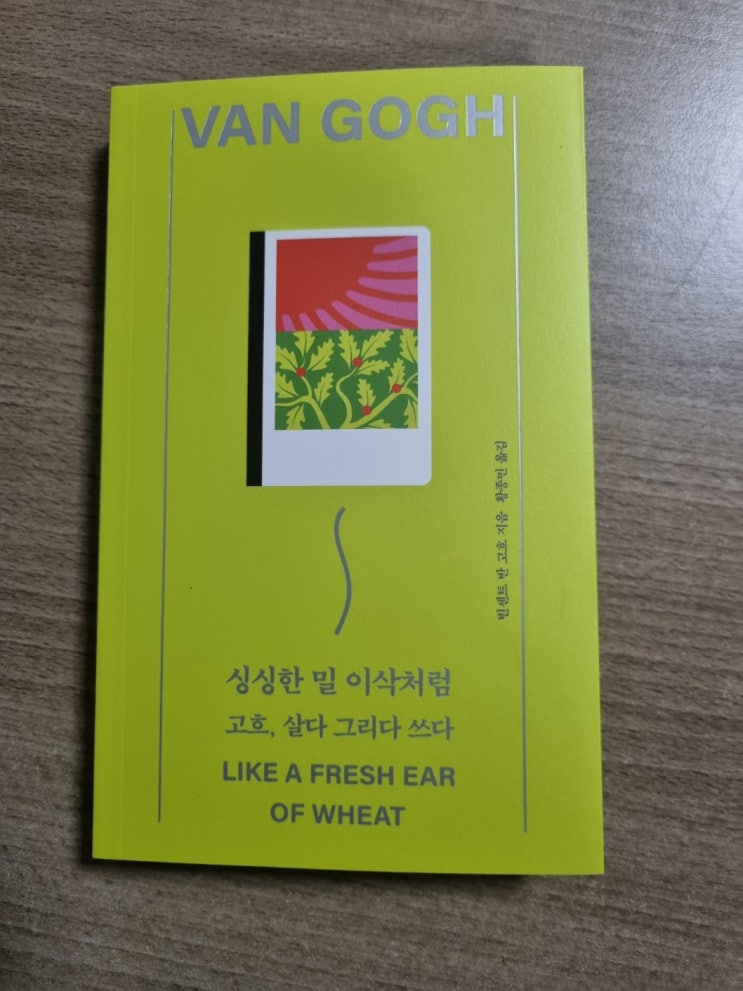 VAN GOGH
빈센트 반 고흐 지음 황종민 옮김
싱싱한 밀 이삭처럼
고흐, 살다 그리다 쓰다
LIKE A FRESH EAR
OF WHEAT